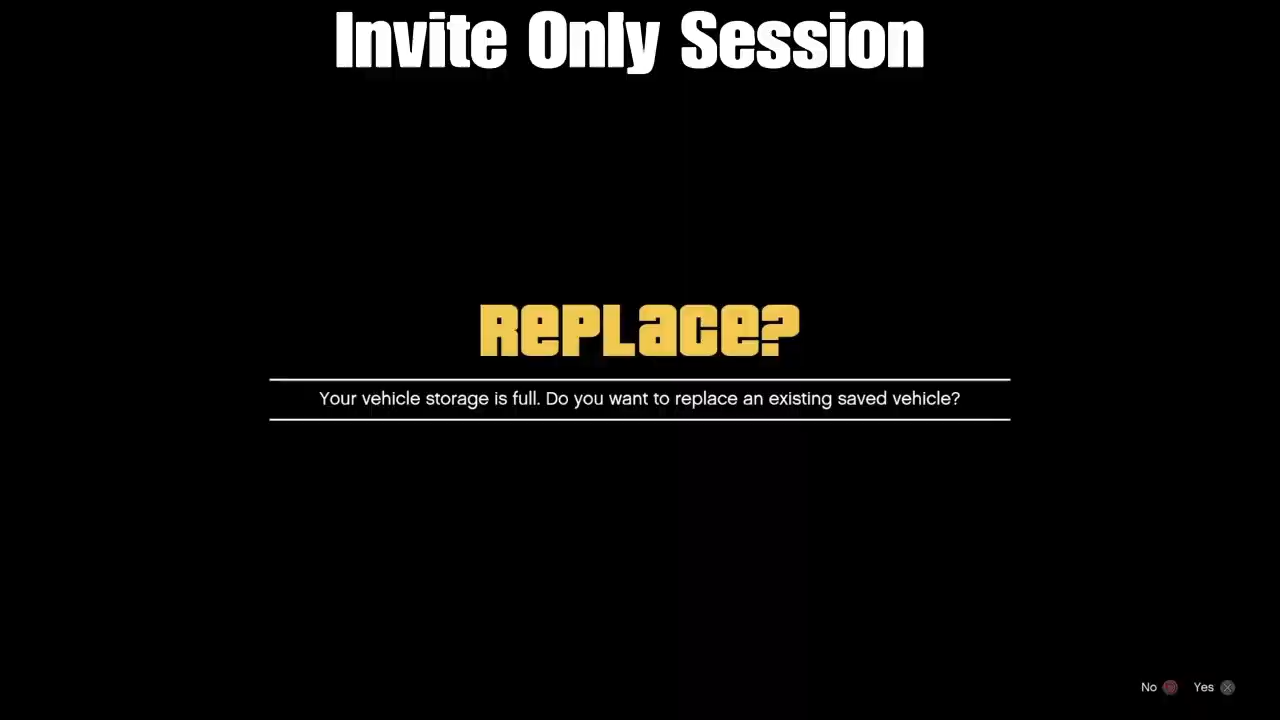 Invite Only Session
REPLACE?
Your vehicle storage is full. Do you want to replace an existing saved vehicle?
No Yes